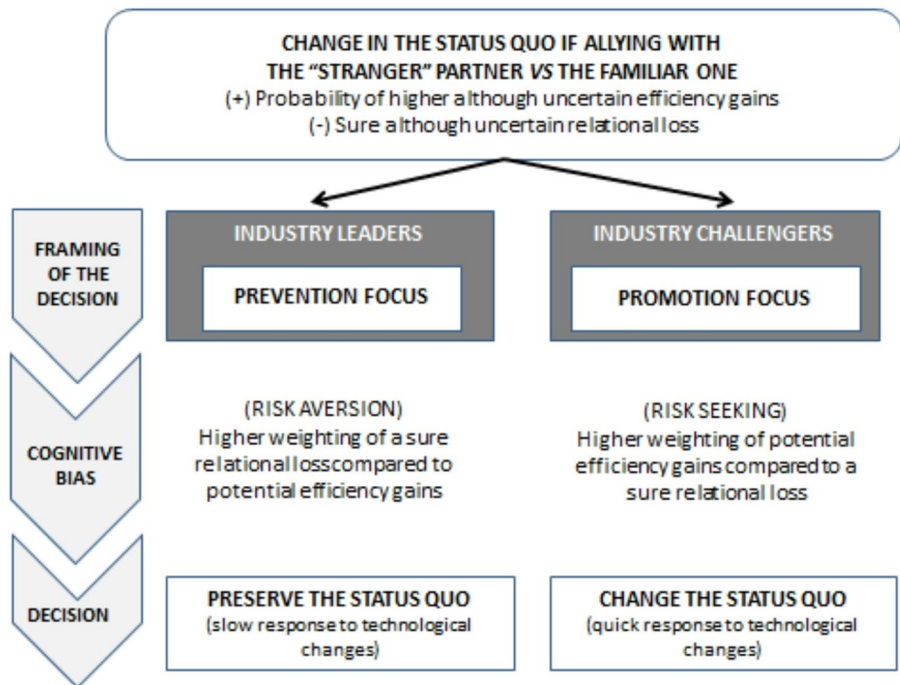 CHANGE IN THE STATUS QUO IF ALLYING WITH
THE “STRANGER” PARTNER VS THE FAMILIAR ONE
(+) Probability of higher although uncertain efficiency gains
(-) Sure although uncertain relational loss
FRAMING
OF THE
DECISION
INDUSTRY LEADERS
PREVENTION FOCUS
INDUSTRY CHALLENGERS
PROMOTION FOCUS
COGNITIVE
BIAS
(RISK AVERSION)
Higher weighting of a sure
relational losscompared to
potential efficiency gains
(RISK SEEKING)
Higher weighting of potential
efficiency gains compared to a
sure relational loss
DECISION
PRESERVE THE STATUS QUO
(slow response to technological
changes)
CHANGE THE STATUS QUO
(quick response to technological
changes)